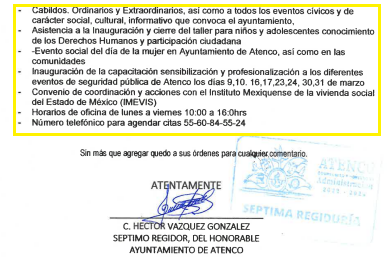 - Cabildos. Ordinarios y Extraordinarios, así como a todos los eventos cívicos y de
carácter social, cultural, informativo que convoca el ayuntamiento,
- Asistencia a la Inauguración y cierre del taller para niños y adolescentes conocimiento
de los Derechos Humanos y participación ciudadana
- -Evento social del día de la mujer en Ayuntamiento de Atenco, así como en las
comunidades
- Inauguración de la capacitación sensibilización y profesionalización a los diferentes
eventos de seguridad pública de Atenco los días 9,10. 16,17,23,24, 30,31 de marzo
- Convenio de coordinación y acciones con el Instituto Mexiquense de la vivienda social
del Estado de México (IMEVIS)
- Horarios de oficina de lunes a viernes 10:00 a 16:0hrs
- Número telefónico para agendar citas 55-60-84-55-24
Sin más que agregar quedo a sus órdenes para cualquier comentario.
ATENTAMENTE
ATENCO
Administración
SEPTIMA REGIDURÍA
C. HECTOR VAZQUEZ GONZALEZ
SEPTIMO REGIDOR, DEL HONORABLE
AYUNTAMIENTO DE ATENCO